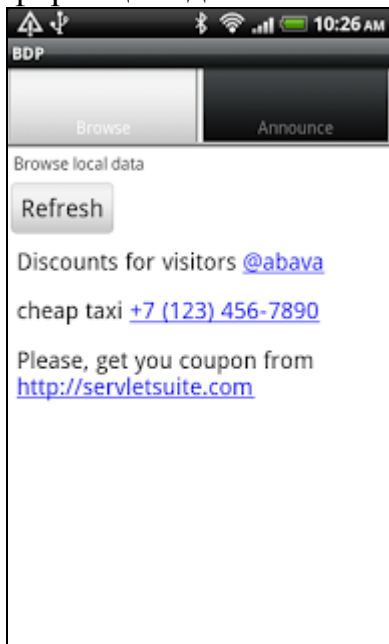 10:26 AM
BDP
Browse
Announce
Browse local data
Refresh
Discounts for visitors @abava
cheap taxi +7 (123) 456-7890
Please, get you coupon from
http://servletsuite.com